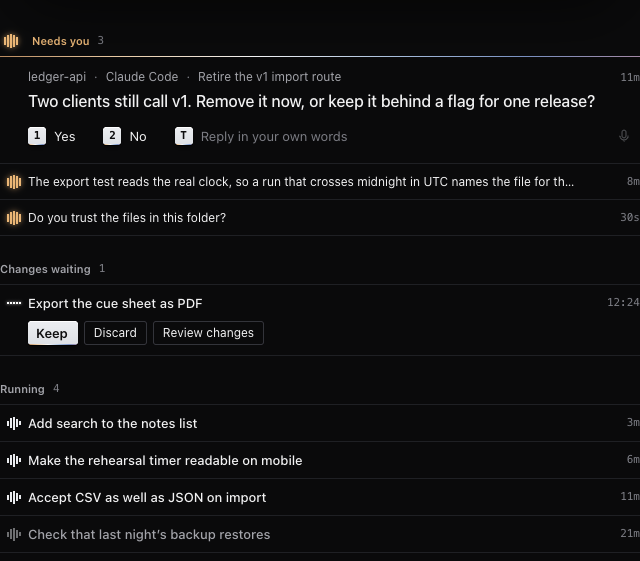 Needs you 3
ledger-api · Claude Code · Retire the v1 import route 11m
Two clients still call v1. Remove it now, or keep it behind a flag for one release?
1 Yes 2 No T Reply in your own words
The export test reads the real clock, so a run that crosses midnight in UTC names the file for th... 8m
Do you trust the files in this folder? 30s
Changes waiting 1
Export the cue sheet as PDF 12:24
Keep Discard Review changes
Running 4
Add search to the notes list 3m
Make the rehearsal timer readable on mobile 6m
Accept CSV as well as JSON on import 11m
Check that last night's backup restores 21m